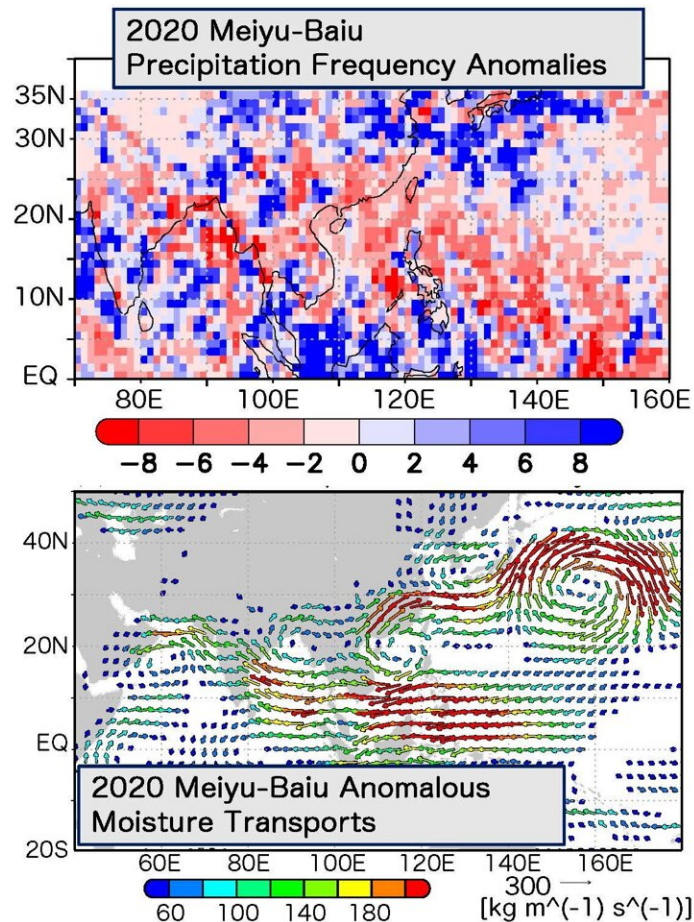 2020 Meiyu-Baiu
Precipitation Frequency Anomalies
35N
30N
20N
10N
EQ
80E 100E 120E 140E 160E
−8 −6 −4 −2 0 2 4 6 8
40N
20N
EQ
20S
2020 Meiyu-Baiu Anomalous
Moisture Transports
60E 80E 100E 120E 140E 160E
60 100 140 180
300
[kg m^(-1) s^(-1)]